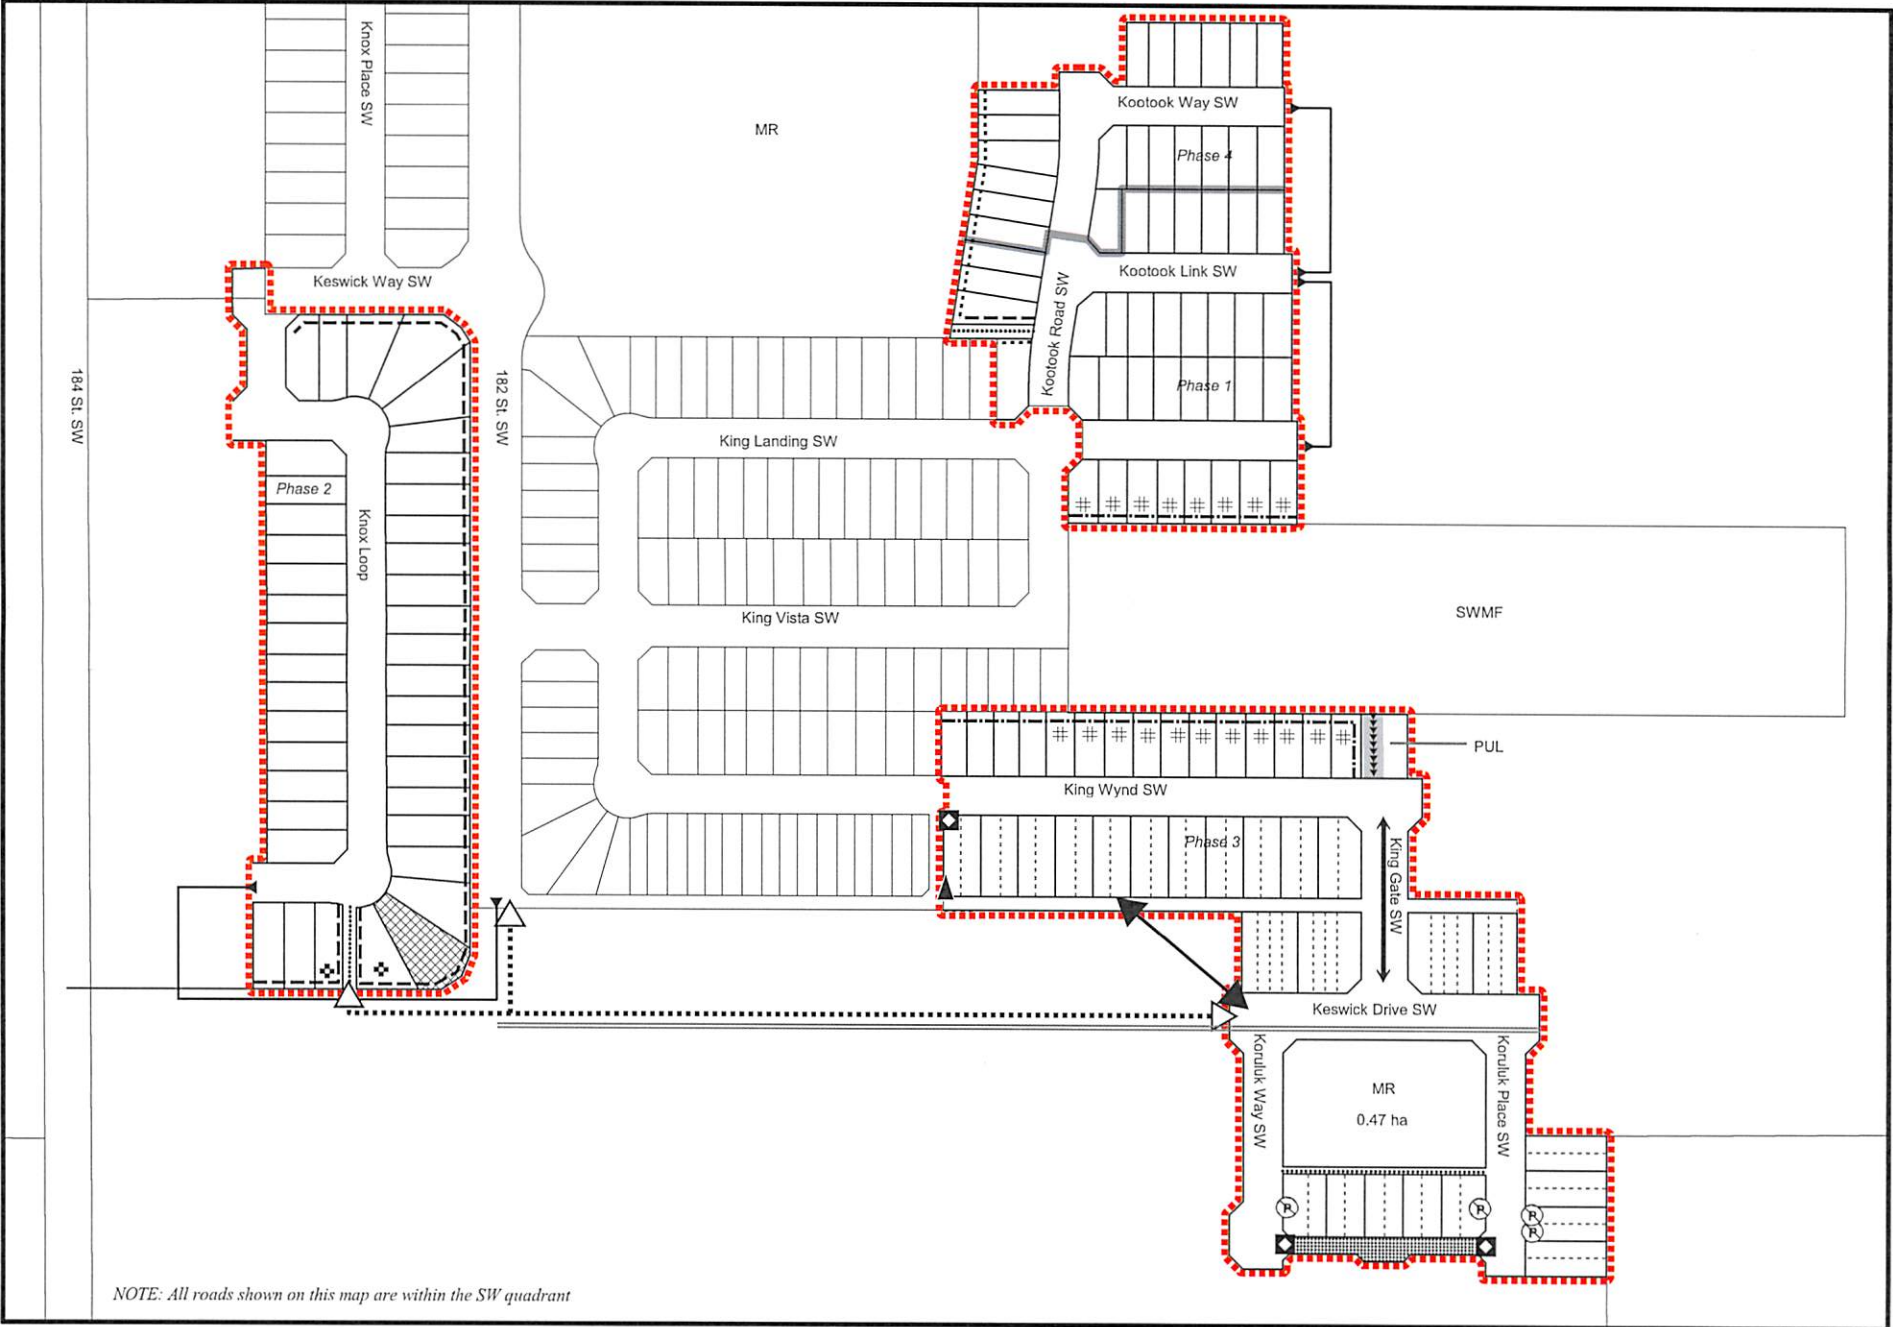 Knox Place SW
MR
Kootook Way SW
Phase 4
Keswick Way SW
Kootook Link SW
Kootook Road SW
184 St. SW
182 St. SW
Phase 1
King Landing SW
Phase 2
Knox Loop
King Vista SW
SWMF
PUL
King Wynd SW
Phase 3
King Gate SW
Keswick Drive SW
Koruluk Way SW
Koruluk Place SW
MR
0.47 ha
P
P
P
P
NOTE: All roads shown on this map are within the SW quadrant